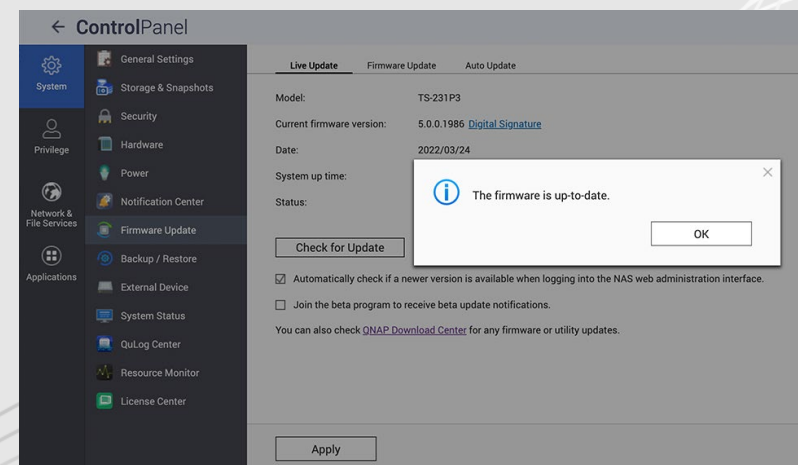 ControlPanel
System
Privilege
Network &
File Services
Applications
General Settings
Storage & Snapshots
Security
Hardware
Power
Notification Center
Firmware Update
Backup / Restore
External Device
System Status
QuLog Center
Resource Monitor
License Center
Live Update Firmware Update Auto Update
Model: TS-231P3
Current firmware version: 5.0.0.1986 Digital Signature
Date: 2022/03/24
System up time:
Status:
The firmware is up-to-date.
OK
Check for Update
Automatically check if a newer version is available when logging into the NAS web administration interface.
Join the beta program to receive beta update notifications.
You can also check QNAP Download Center for any firmware or utility updates.
Apply